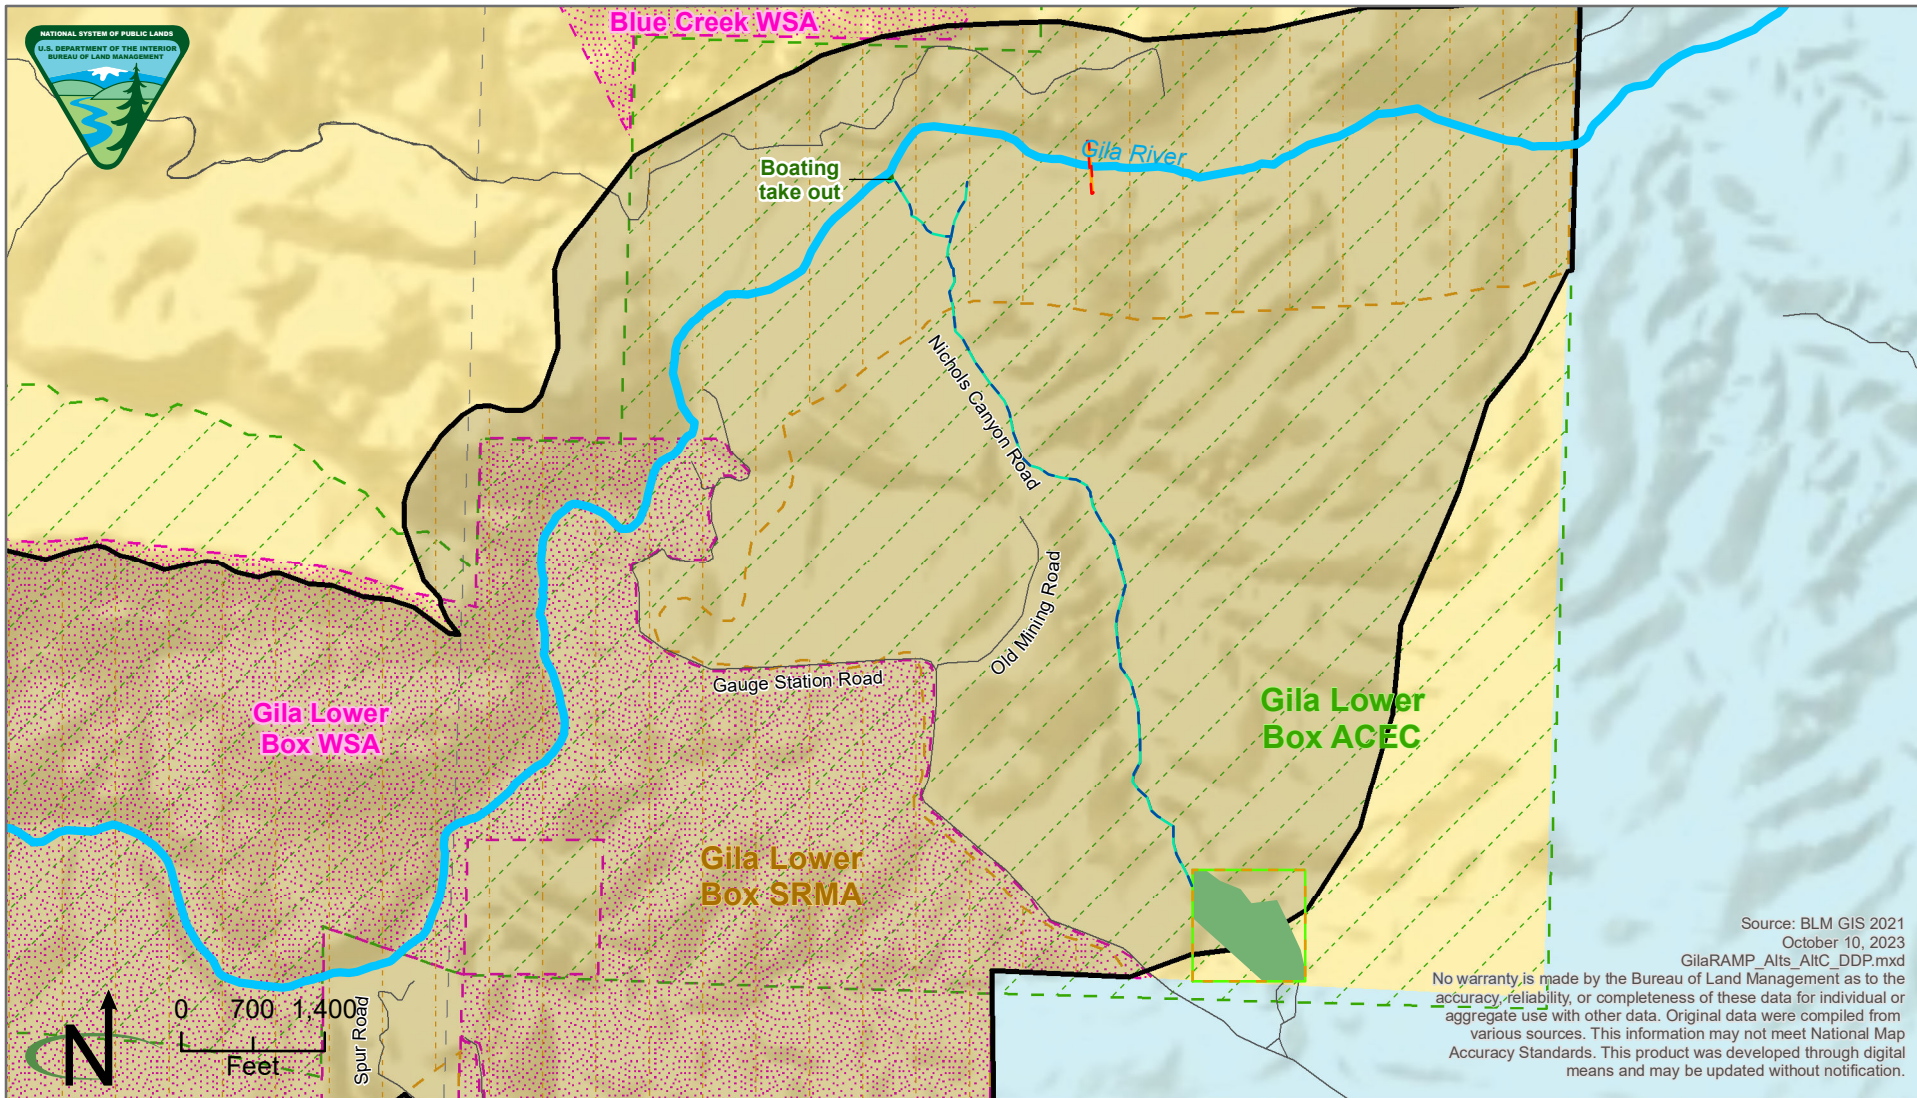 Blue Creek WSA
NATIONAL SYSTEM OF PUBLIC LANDS
U.S. DEPARTMENT OF THE INTERIOR
BUREAU OF LAND MANAGEMENT
Gila River
Boating
take out
Nichols Canyon Road
Old Mining Road
Gauge Station Road
Gila Lower
Box WSA
Gila Lower
Box ACEC
Gila Lower
Box SRMA
Spur Road
0 700 1,400
Feet
N
Source: BLM GIS 2021
October 10, 2023
GilaRAMP_Alts_AltC_DDP.mxd
No warranty is made by the Bureau of Land Management as to the
accuracy, reliability, or completeness of these data for individual or
aggregate use with other data. Original data were compiled from
various sources. This information may not meet National Map
Accuracy Standards. This product was developed through digital
means and may be updated without notification.